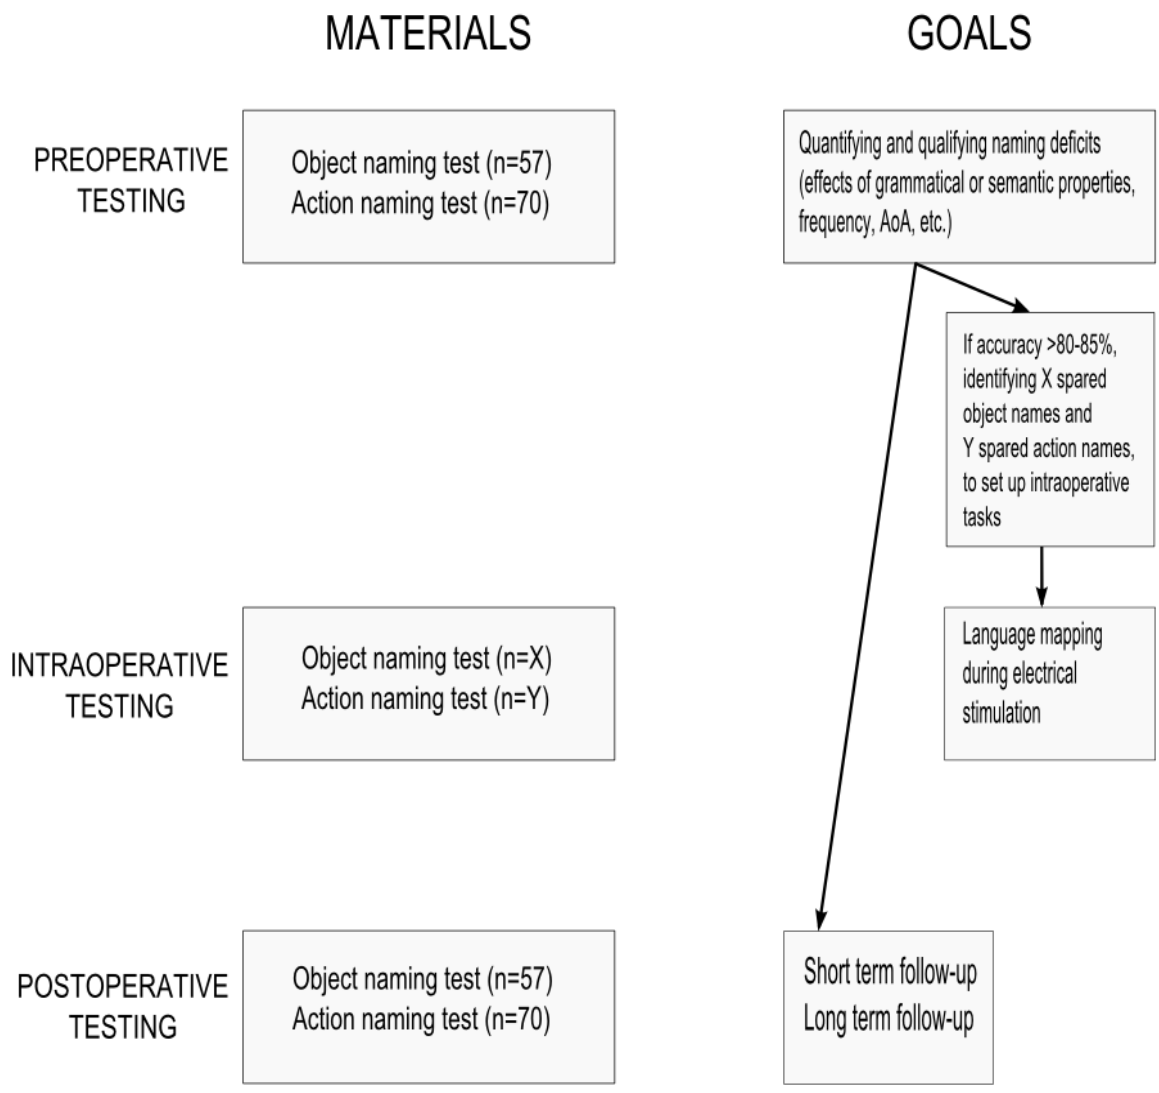 MATERIALS
GOALS
PREOPERATIVE
TESTING
Object naming test (n=57)
Action naming test (n=70)
Quantifying and qualifying naming deficits
(effects of grammatical or semantic properties,
frequency, AoA, etc.)
If accuracy >80-85%,
identifying X spared
object names and
Y spared action names,
to set up intraoperative
tasks
INTRAOPERATIVE
TESTING
Object naming test (n=X)
Action naming test (n=Y)
Language mapping
during electrical
stimulation
POSTOPERATIVE
TESTING
Object naming test (n=57)
Action naming test (n=70)
Short term follow-up
Long term follow-up